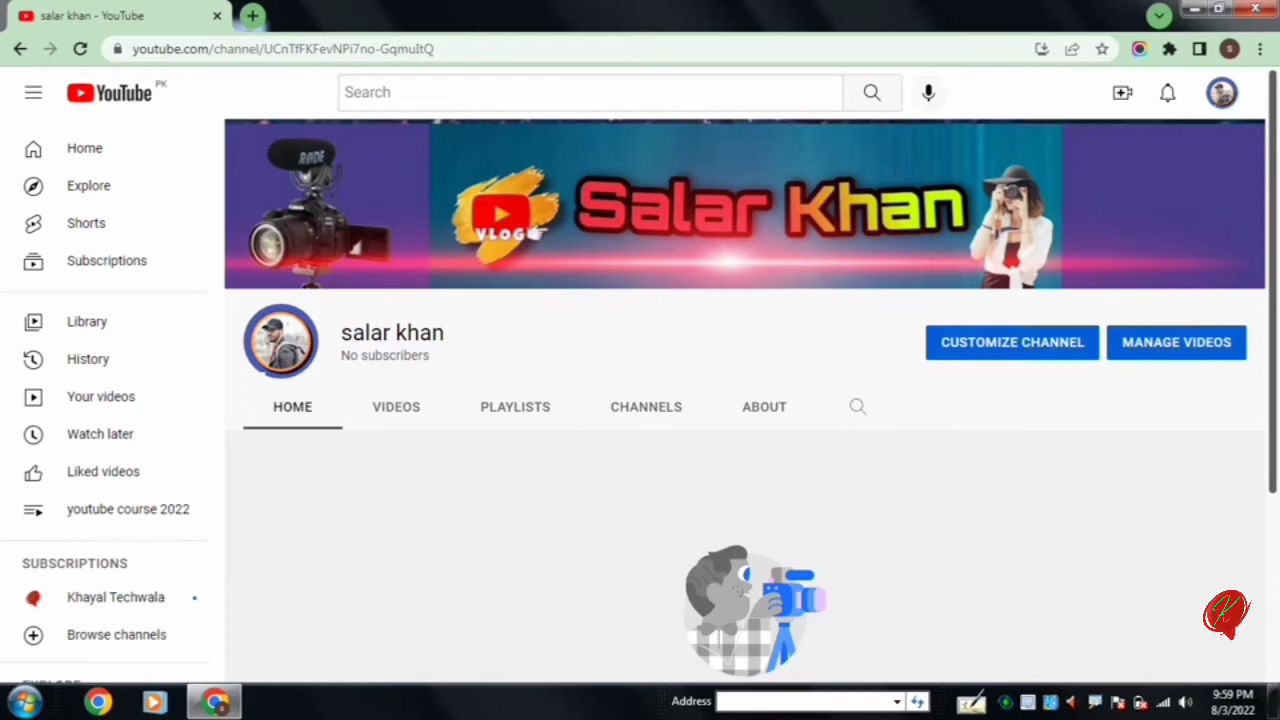 salar khan - YouTube
youtube.com/channel/UCnTfFKFevNPi7no-GqmuItQ
S
YouTube PK
Search
Home
Explore
Shorts
Subscriptions
Library
History
Your videos
Watch later
Liked videos
youtube course 2022
SUBSCRIPTIONS
Khayal Techwala
Browse channels
RØDE
VLOG
Salar Khan
salar khan
No subscribers
CUSTOMIZE CHANNEL
MANAGE VIDEOS
HOME VIDEOS PLAYLISTS CHANNELS ABOUT
K
Address
9:59 PM
8/3/2022